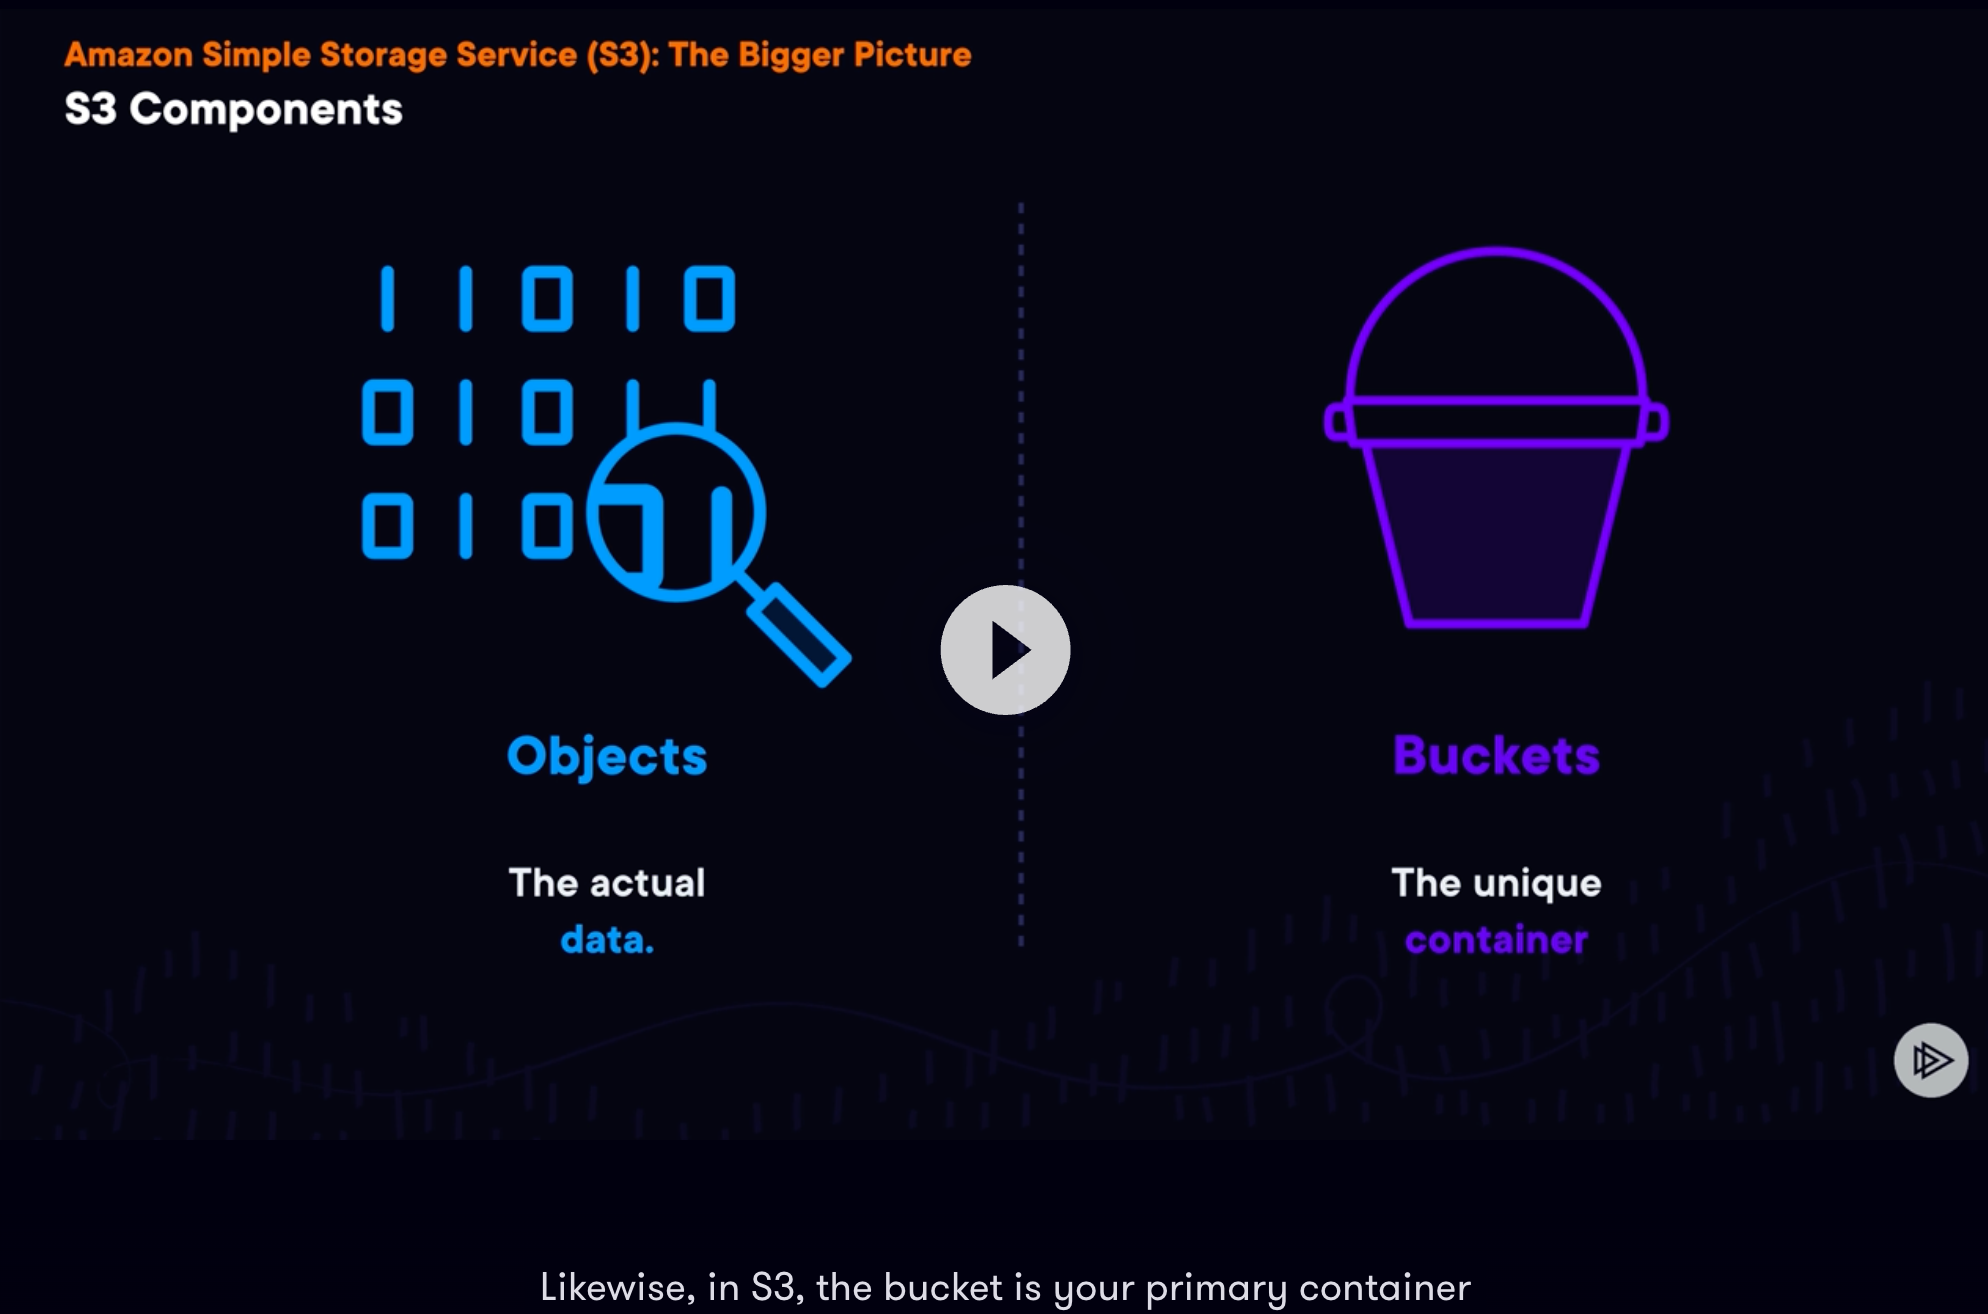 Amazon Simple Storage Service (S3): The Bigger Picture
S3 Components
11010
01011
010
Objects
Buckets
The actual
data.
The unique
container
Likewise, in S3, the bucket is your primary container